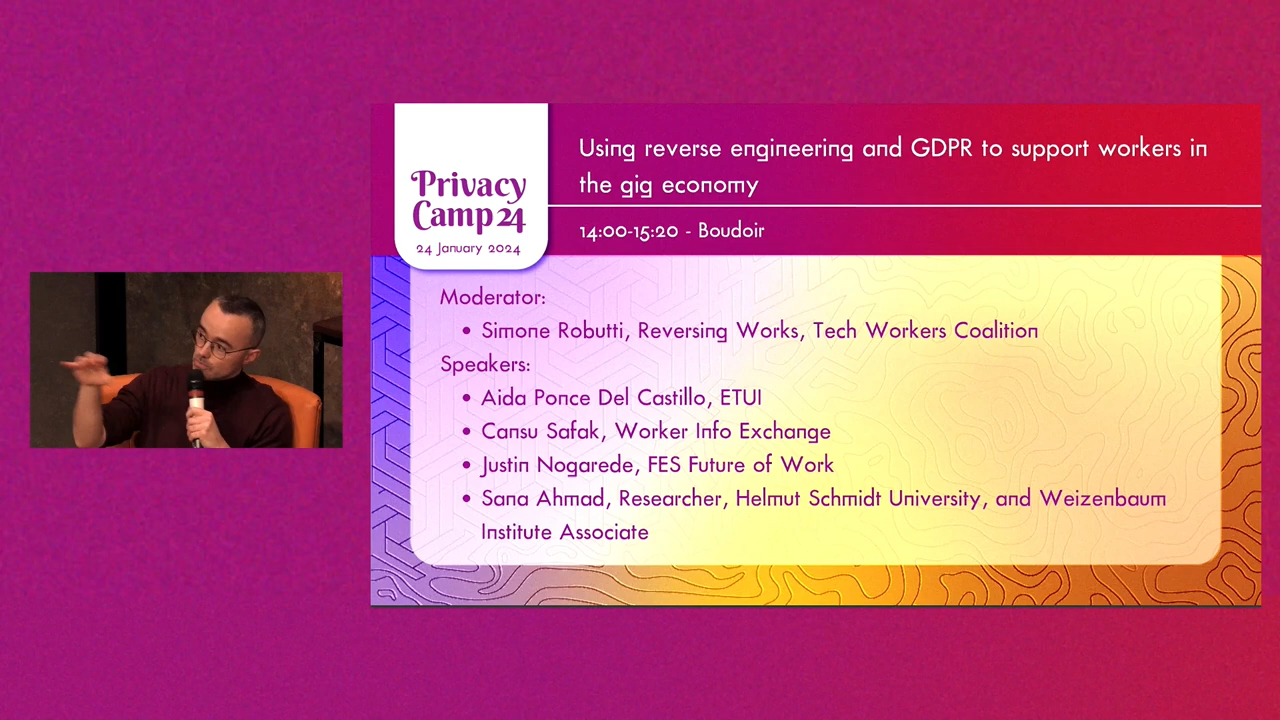 Privacy
Camp 24
24 January 2024
Using reverse engineering and GDPR to support workers in
the gig economy
14:00-15:20 - Boudoir
Moderator:
• Simone Robutti, Reversing Works, Tech Workers Coalition
Speakers:
• Aida Ponce Del Castillo, ETUI
• Cansu Safak, Worker Info Exchange
• Justin Nogarede, FES Future of Work
• Sana Ahmad, Researcher, Helmut Schmidt University, and Weizenbaum
Institute Associate